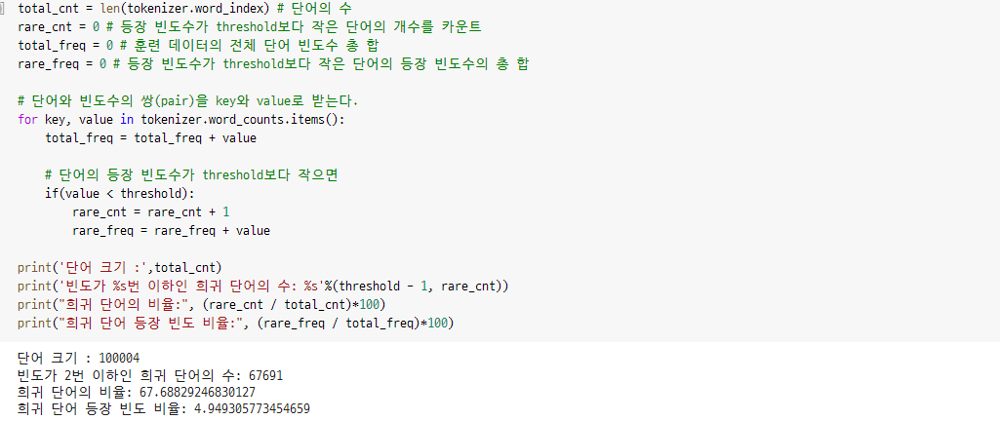 total_cnt = len(tokenizer.word_index) # 단어의 수
rare_cnt = 0 # 등장 빈도수가 threshold보다 작은 단어의 개수를 카운트
total_freq = 0 # 훈련 데이터의 전체 단어 빈도수 총 합
rare_freq = 0 # 등장 빈도수가 threshold보다 작은 단어의 등장 빈도수의 총 합
# 단어와 빈도수의 쌍(pair)을 key와 value로 받는다.
for key, value in tokenizer.word_counts.items():
total_freq = total_freq + value
# 단어의 등장 빈도수가 threshold보다 작으면
if(value < threshold):
rare_cnt = rare_cnt + 1
rare_freq = rare_freq + value
print('단어 크기 :',total_cnt)
print('빈도가 %s번 이하인 희귀 단어의 수: %s'%(threshold - 1, rare_cnt))
print("희귀 단어의 비율:", (rare_cnt / total_cnt)*100)
print("희귀 단어 등장 빈도 비율:", (rare_freq / total_freq)*100)
단어 크기 : 100004
빈도가 2번 이하인 희귀 단어의 수: 67691
희귀 단어의 비율: 67.68829246830127
희귀 단어 등장 빈도 비율: 4.949305773454659